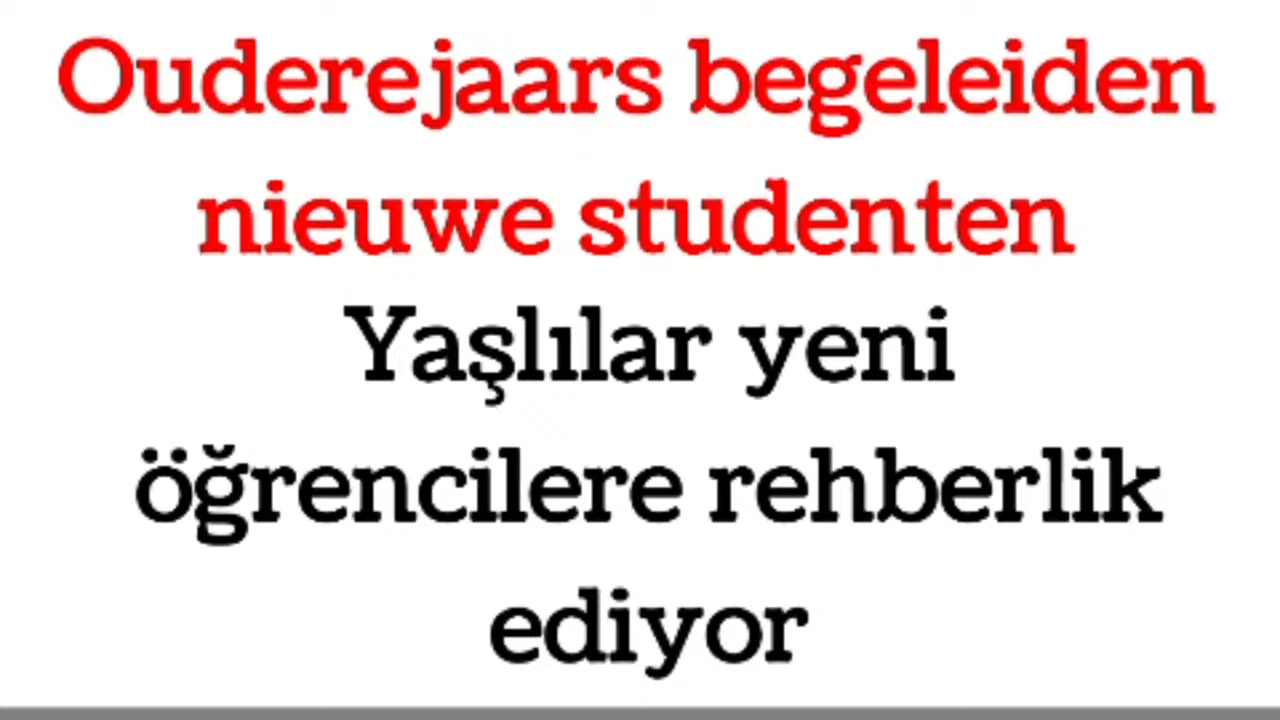 Ouderejaars begeleiden
nieuwe studenten
Yaşlılar yeni
öğrencilere rehberlik
ediyor